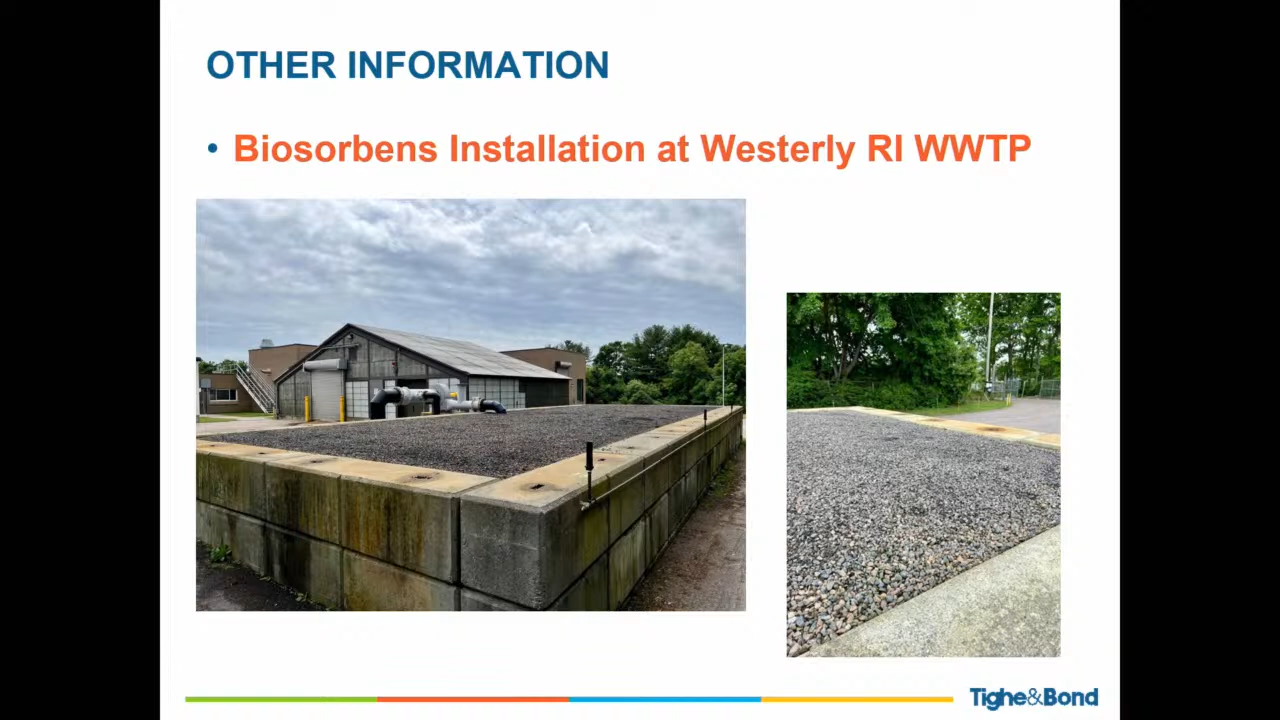 OTHER INFORMATION
• Biosorbens Installation at Westerly RI WWTP
Tighe&Bond